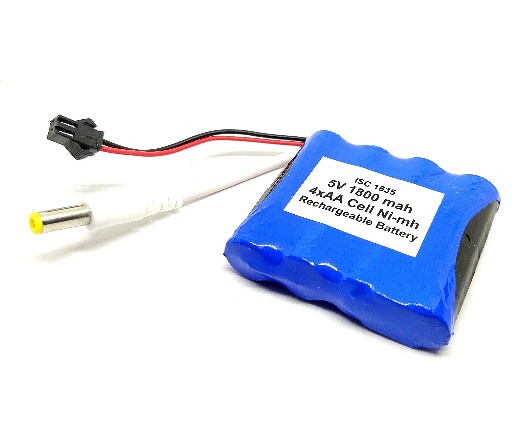 ISC 1835
5V 1800 mah
4xAA Cell Ni-mh
Rechargeable Battery